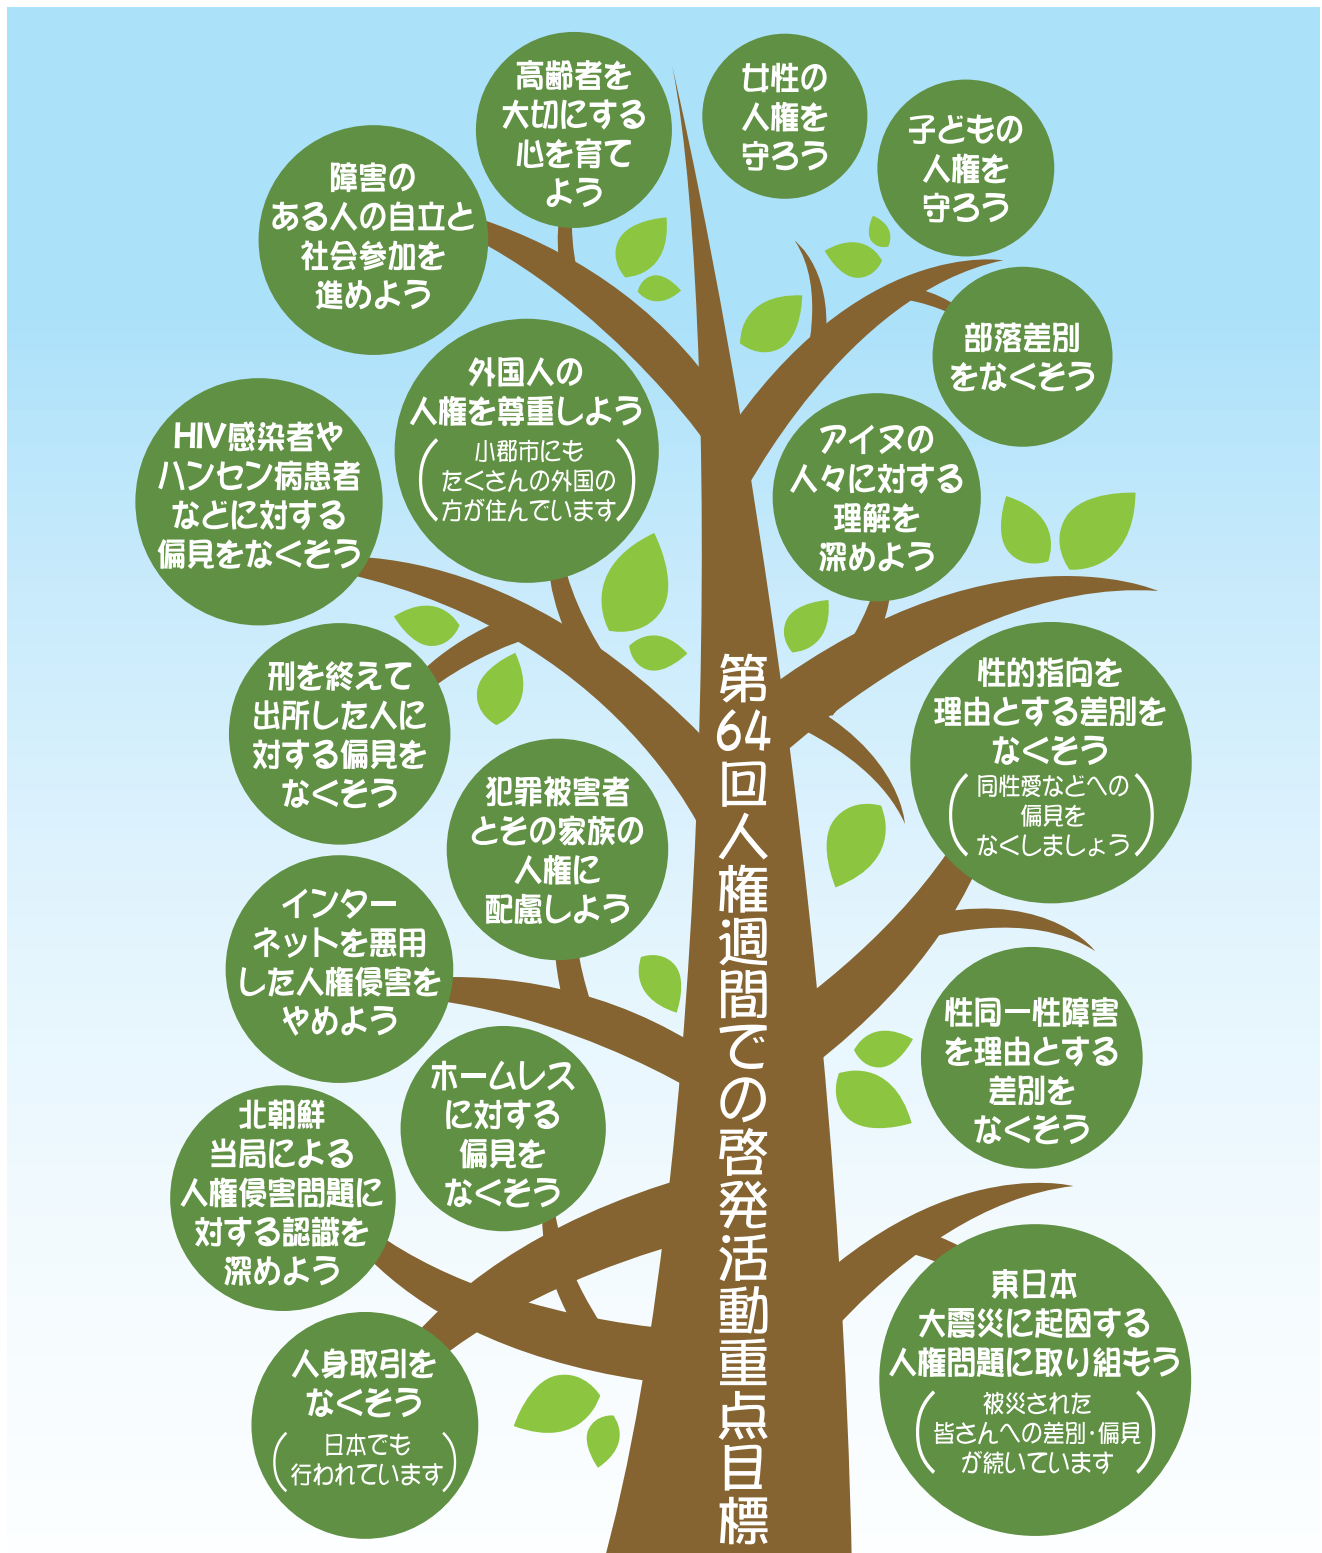 第64回人権週間での啓発活動重点目標
高齢者を
大切にする
心を育て
よう
女性の
人権を
守ろう
子どもの
人権を
守ろう
障害の
ある人の自立と
社会参加を
進めよう
部落差別
をなくそう
外国人の
人権を尊重しよう
(小郡市にも
たくさんの外国の
方が住んでいます)
HIV感染者や
ハンセン病患者
などに対する
偏見をなくそう
アイヌの
人々に対する
理解を
深めよう
刑を終えて
出所した人に
対する偏見を
なくそう
性的指向を
理由とする差別を
なくそう
(同性愛などへの
偏見を
なくしましょう)
犯罪被害者
とその家族の
人権に
配慮しよう
インター
ネットを悪用
した人権侵害を
やめよう
性同一性障害
を理由とする
差別を
なくそう
ホームレス
に対する
偏見を
なくそう
北朝鮮
当局による
人権侵害問題に
対する認識を
深めよう
東日本
大震災に起因する
人権問題に取り組もう
(被災された
皆さんへの差別・偏見
が続いています)
人身取引を
なくそう
(日本でも
行われています)